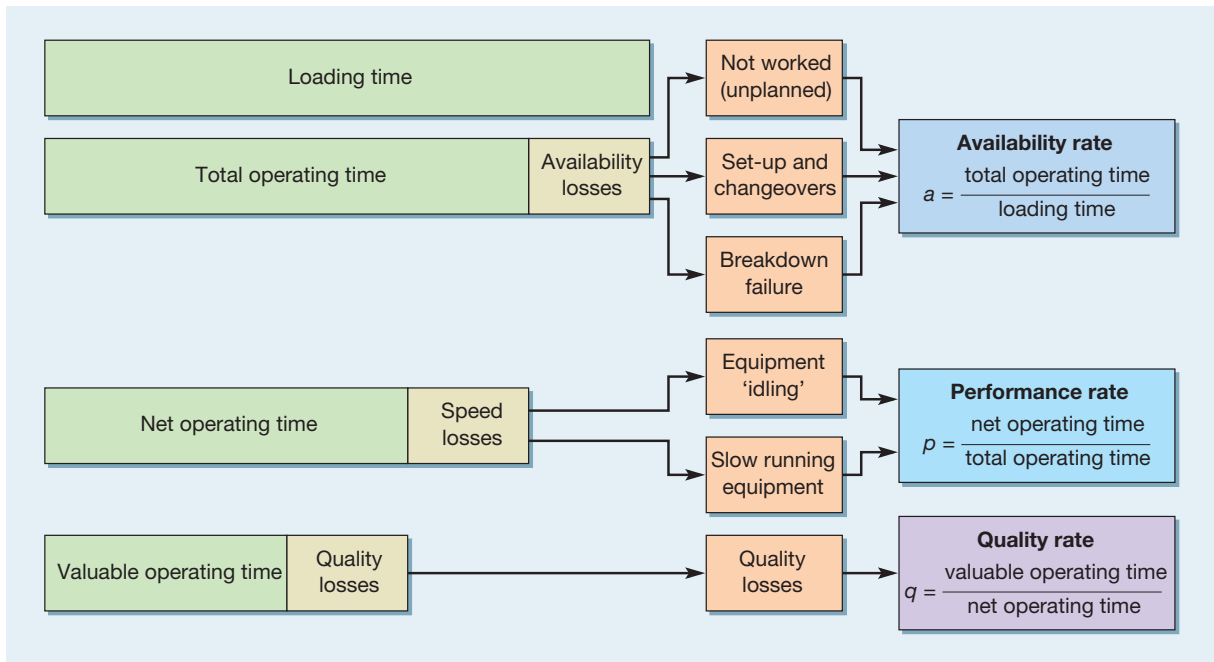 Loading time
Total operating time
Availability
losses
Not worked
(unplanned)
Set-up and
changeovers
Breakdown
failure
Availability rate
a = total operating time
loading time
Net operating time
Speed
losses
Equipment
‘idling’
Slow running
equipment
Performance rate
p = net operating time
total operating time
Valuable operating time
Quality
losses
Quality
losses
Quality rate
q = valuable operating time
net operating time